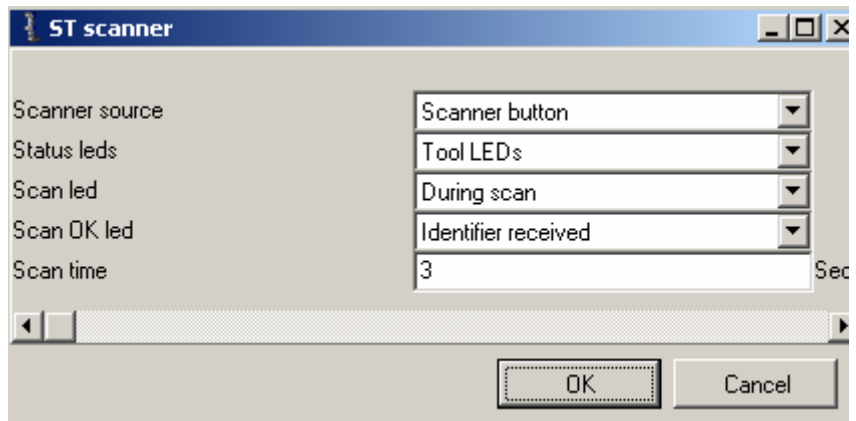 ST scanner
Scanner source Scanner button
Status leds Tool LEDs
Scan led During scan
Scan OK led Identifier received
Scan time 3 Sec
OK Cancel